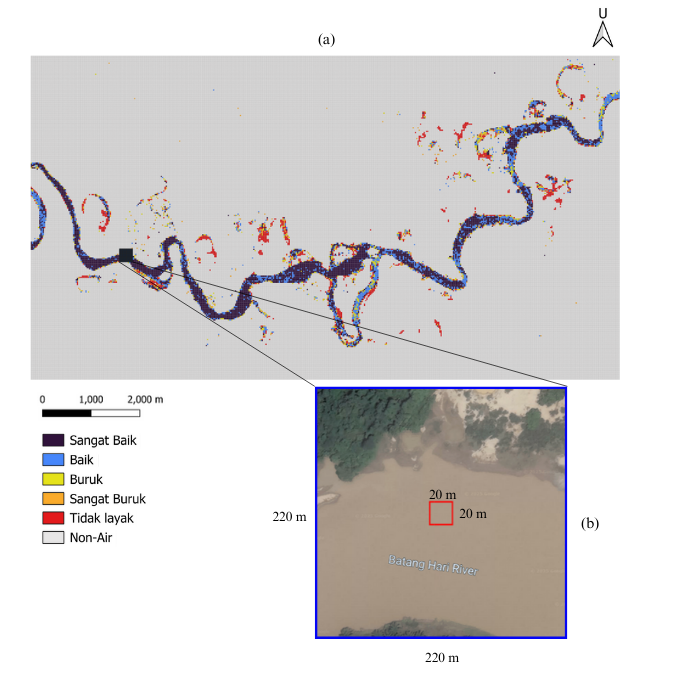 U
(a)
0 1,000 2,000 m
Sangat Baik
Baik
Buruk
Sangat Buruk
Tidak layak
Non-Air
20 m
20 m
220 m
(b)
Batang Hari River
220 m